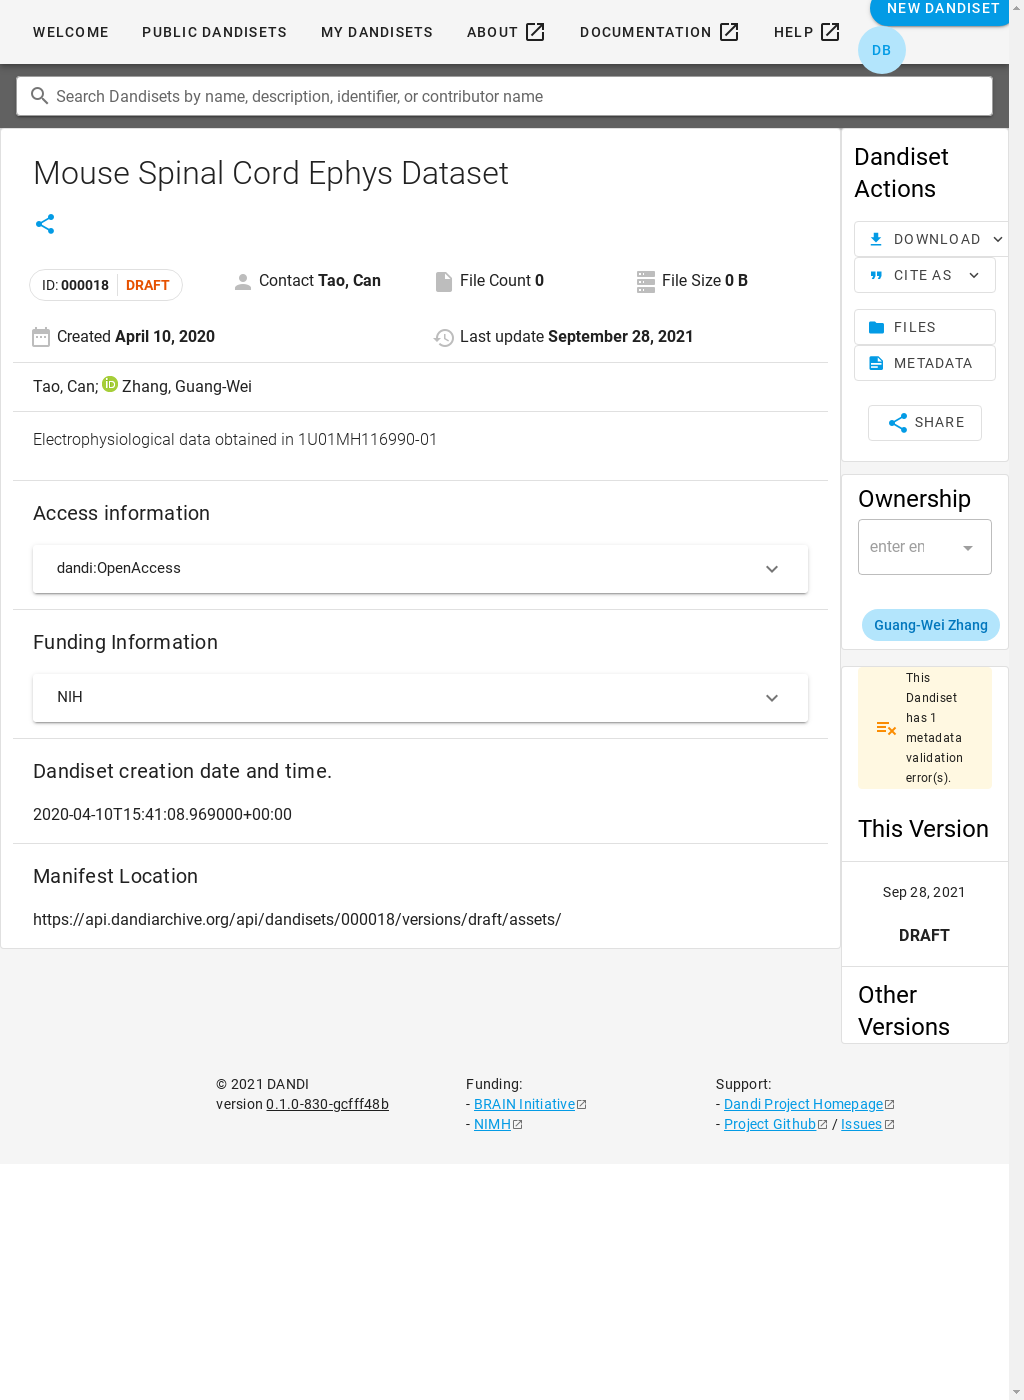 WELCOME PUBLIC DANDISETS MY DANDISETS ABOUT DOCUMENTATION HELP NEW DANDISET
DB
Search Dandisets by name, description, identifier, or contributor name
Mouse Spinal Cord Ephys Dataset
ID: 000018 DRAFT
Contact Tao, Can
File Count 0
File Size 0 B
Created April 10, 2020
Last update September 28, 2021
Tao, Can; iD Zhang, Guang-Wei
Electrophysiological data obtained in 1U01MH116990-01
Access information
dandi:OpenAccess
Funding Information
NIH
Dandiset creation date and time.
2020-04-10T15:41:08.969000+00:00
Manifest Location
https://api.dandiarchive.org/api/dandisets/000018/versions/draft/assets/
Dandiset
Actions
DOWNLOAD
CITE AS
FILES
METADATA
SHARE
Ownership
enter en
Guang-Wei Zhang
This
Dandiset
has 1
metadata
validation
error(s).
This Version
Sep 28, 2021
DRAFT
Other
Versions
© 2021 DANDI
version 0.1.0-830-gcfff48b
Funding:
- BRAIN Initiative
- NIMH
Support:
- Dandi Project Homepage
- Project Github / Issues